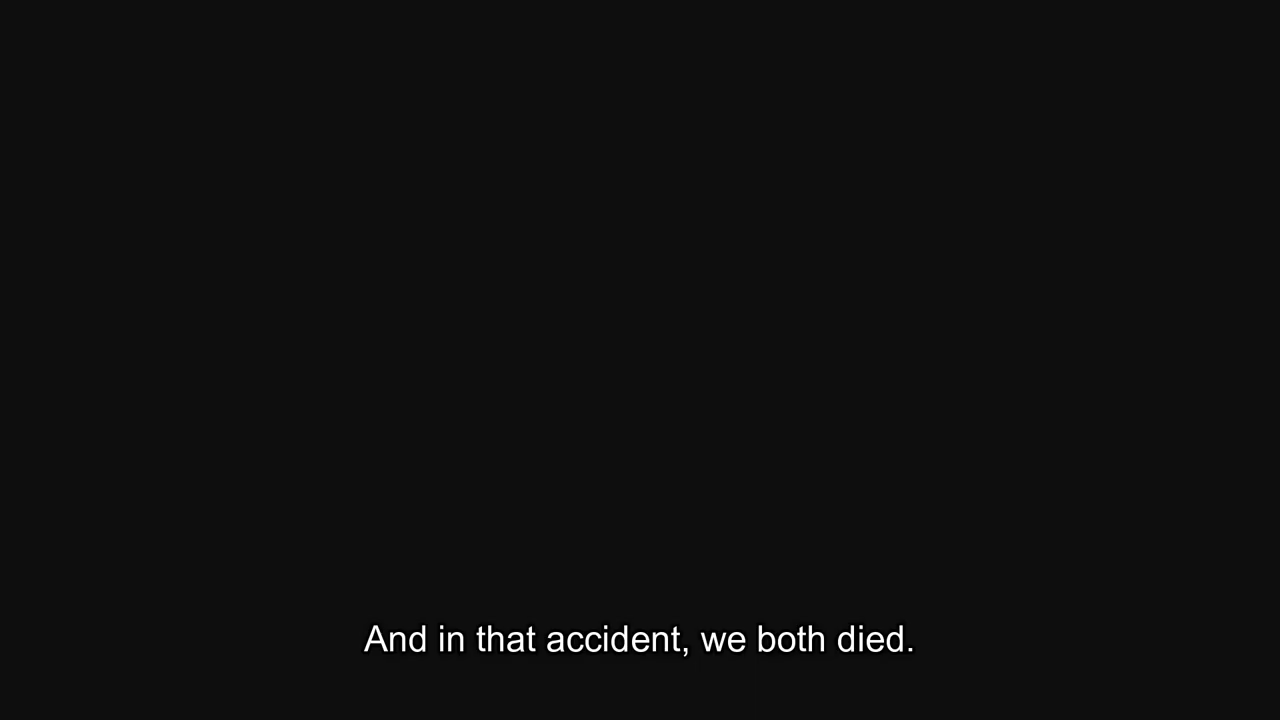 And in that accident, we both died.